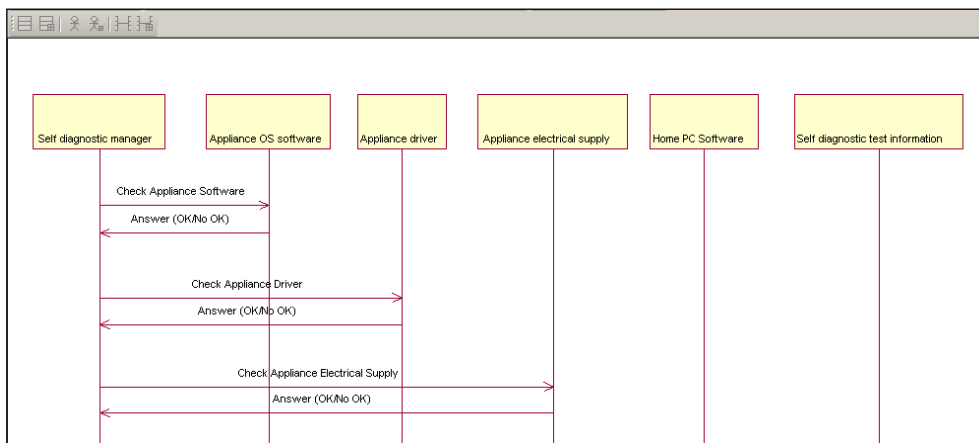 Self diagnostic manager
Appliance OS software
Appliance driver
Appliance electrical supply
Home PC Software
Self diagnostic test information
Check Appliance Software
Answer (OK/No OK)
Check Appliance Driver
Answer (OK/No OK)
Check Appliance Electrical Supply
Answer (OK/No OK)